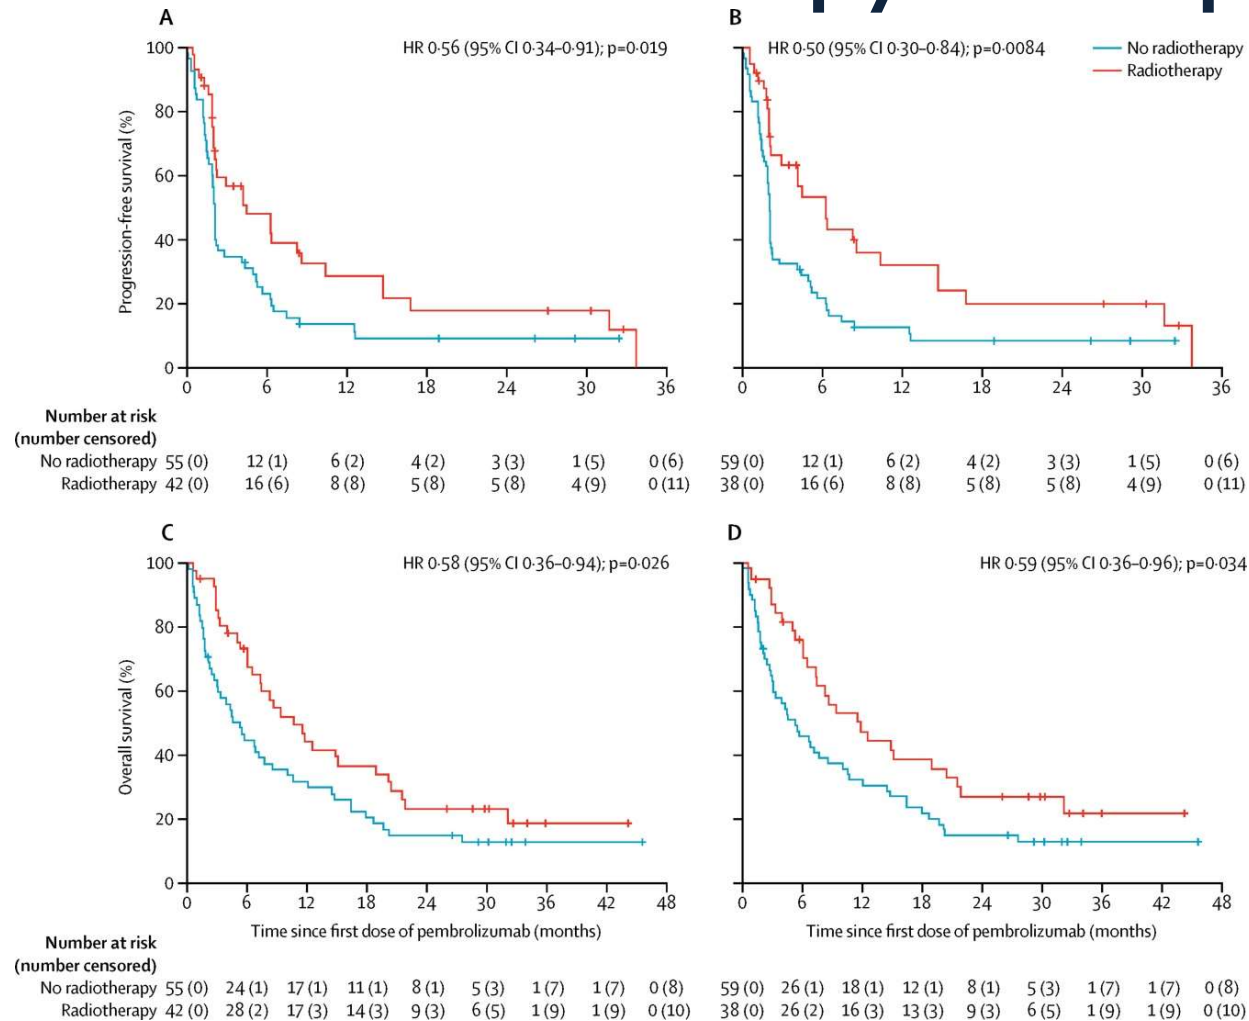 A
HR 0·56 (95% CI 0·34–0·91); p=0·019
Progression-free survival (%)
100
80
60
40
20
0
0 6 12 18 24 30 36
B
HR 0·50 (95% CI 0·30–0·84); p=0·0084
No radiotherapy
Radiotherapy
0 6 12 18 24 30 36
Number at risk
(number censored)
No radiotherapy 55 (0) 12 (1) 6 (2) 4 (2) 3 (3) 1 (5) 0 (6) 59 (0) 12 (1) 6 (2) 4 (2) 3 (3) 1 (5) 0 (6)
Radiotherapy 42 (0) 16 (6) 8 (8) 5 (8) 5 (8) 4 (9) 0 (11) 38 (0) 16 (6) 8 (8) 5 (8) 5 (8) 4 (9) 0 (11)
C
HR 0·58 (95% CI 0·36–0·94); p=0·026
Overall survival (%)
100
80
60
40
20
0
0 6 12 18 24 30 36 42 48
Time since first dose of pembrolizumab (months)
D
HR 0·59 (95% CI 0·36–0·96); p=0·034
0 6 12 18 24 30 36 42 48
Time since first dose of pembrolizumab (months)
Number at risk
(number censored)
No radiotherapy 55 (0) 24 (1) 17 (1) 11 (1) 8 (1) 5 (3) 1 (7) 1 (7) 0 (8) 59 (0) 26 (1) 18 (1) 12 (1) 8 (1) 5 (3) 1 (7) 1 (7) 0 (8)
Radiotherapy 42 (0) 28 (2) 17 (3) 14 (3) 9 (3) 6 (5) 1 (9) 1 (9) 0 (10) 38 (0) 26 (2) 16 (3) 13 (3) 9 (3) 6 (5) 1 (9) 1 (9) 0 (10)